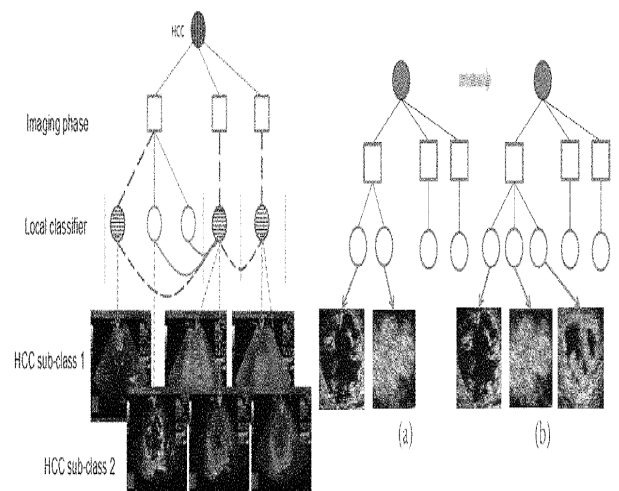 HCC
Imaging phase
Local classifier
HCC sub-class 1
HCC sub-class 2
(a)
(b)